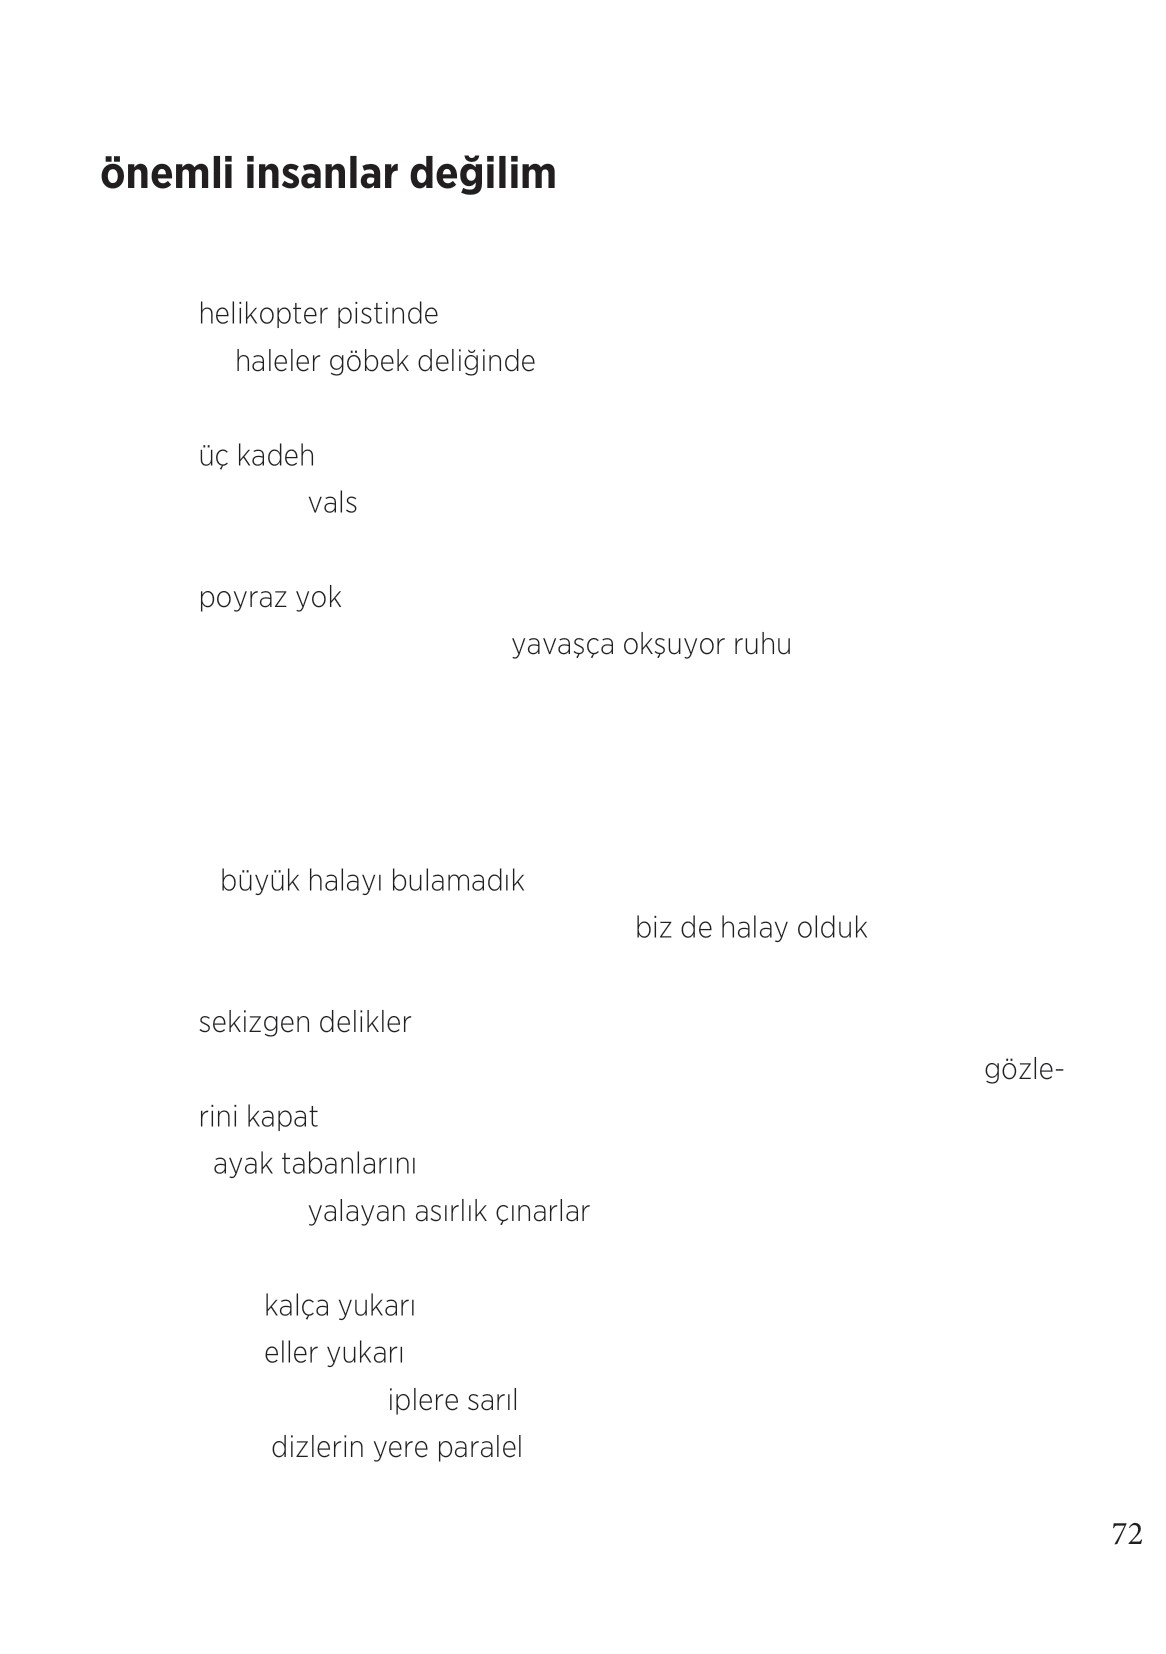 önemli insanlar değilim
helikopter pistinde
haleler göbek deliğinde
üç kadeh
vals
poyraz yok
yavaşça okşuyor ruhu
büyük halayı bulamadık
biz de halay olduk
sekizgen delikler
gözle-
rini kapat
ayak tabanlarını
yalayan asırlık çınarlar
kalça yukarı
eller yukarı
iplere sarıl
dizlerin yere paralel
72